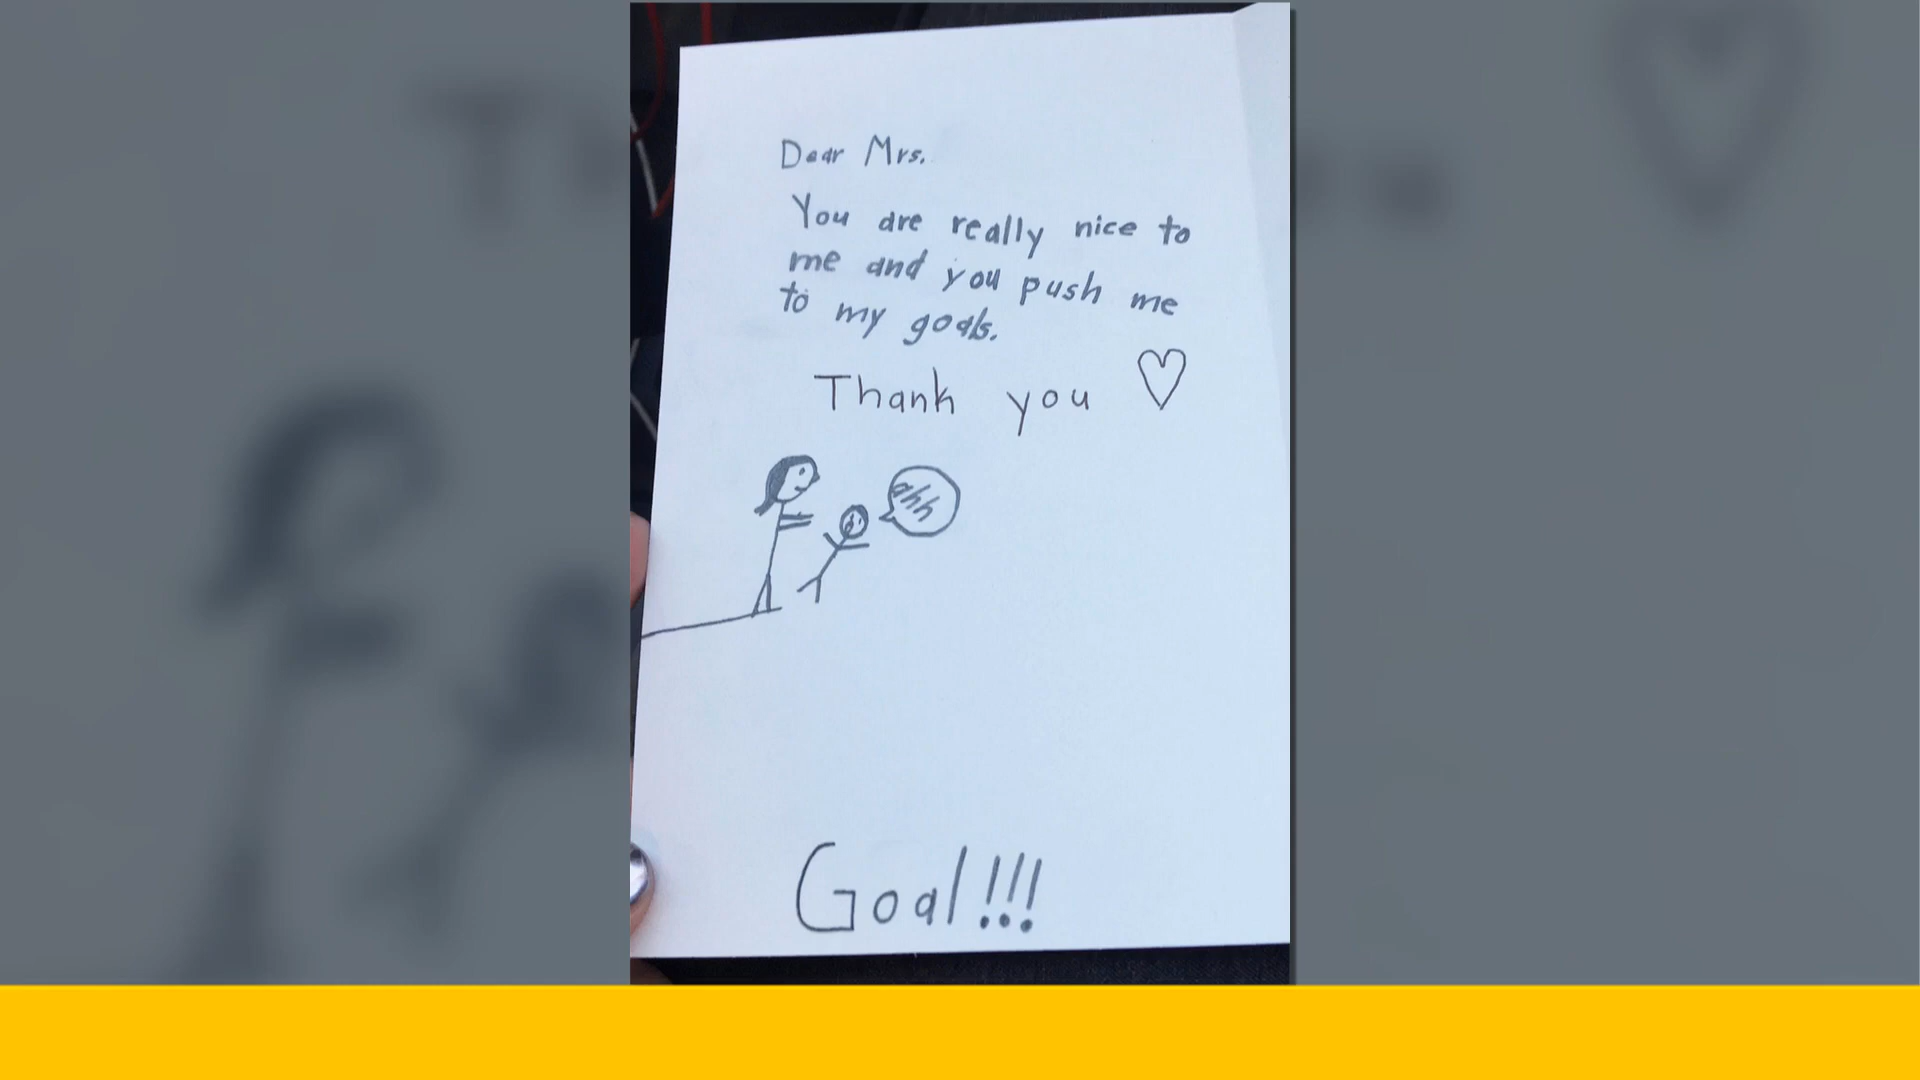 Dear Mrs.
You are really nice to
me and you push me
to my goals.
Thank you
ahh
Goal!!!